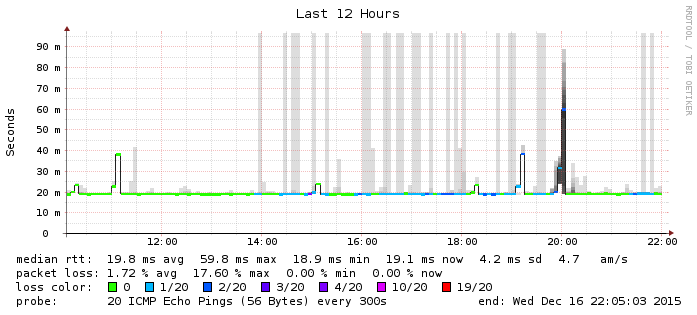 Last 12 Hours
RRDTOOL / TOBI OETIKER
Seconds
90 m
80 m
70 m
60 m
50 m
40 m
30 m
20 m
10 m
0
12:00 14:00 16:00 18:00 20:00 22:00
median rtt: 19.8 ms avg 59.8 ms max 18.9 ms min 19.1 ms now 4.2 ms sd 4.7 am/s
packet loss: 1.72 % avg 17.60 % max 0.00 % min 0.00 % now
loss color: 0 1/20 2/20 3/20 4/20 10/20 19/20
probe: 20 ICMP Echo Pings (56 Bytes) every 300s end: Wed Dec 16 22:05:03 2015